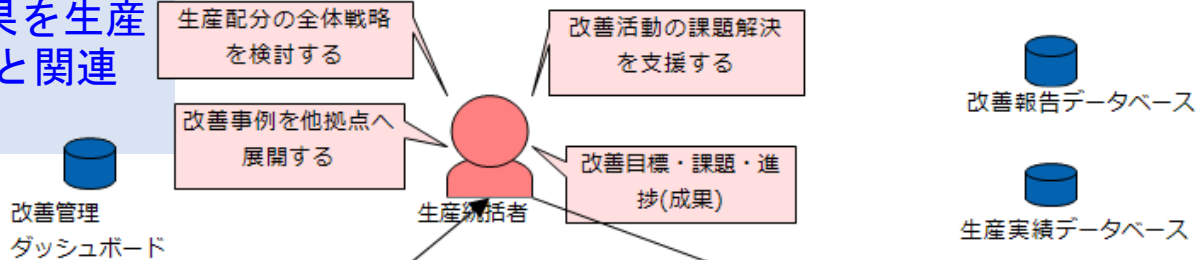 果を生産
と関連
生産配分の全体戦略
を検討する
改善活動の課題解決
を支援する
改善事例を他拠点へ
展開する
改善目標・課題・進
捗(成果)
生産統括者
改善管理
ダッシュボード
改善報告データベース
生産実績データベース